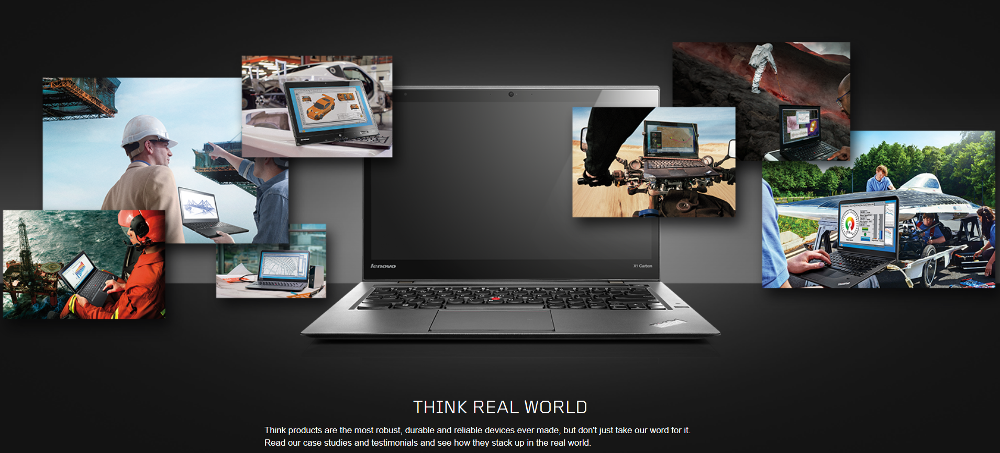 lenovo
X1 Carbon
THINK REAL WORLD
Think products are the most robust, durable and reliable devices ever made, but don't just take our word for it.
Read our case studies and testimonials and see how they stack up in the real world.